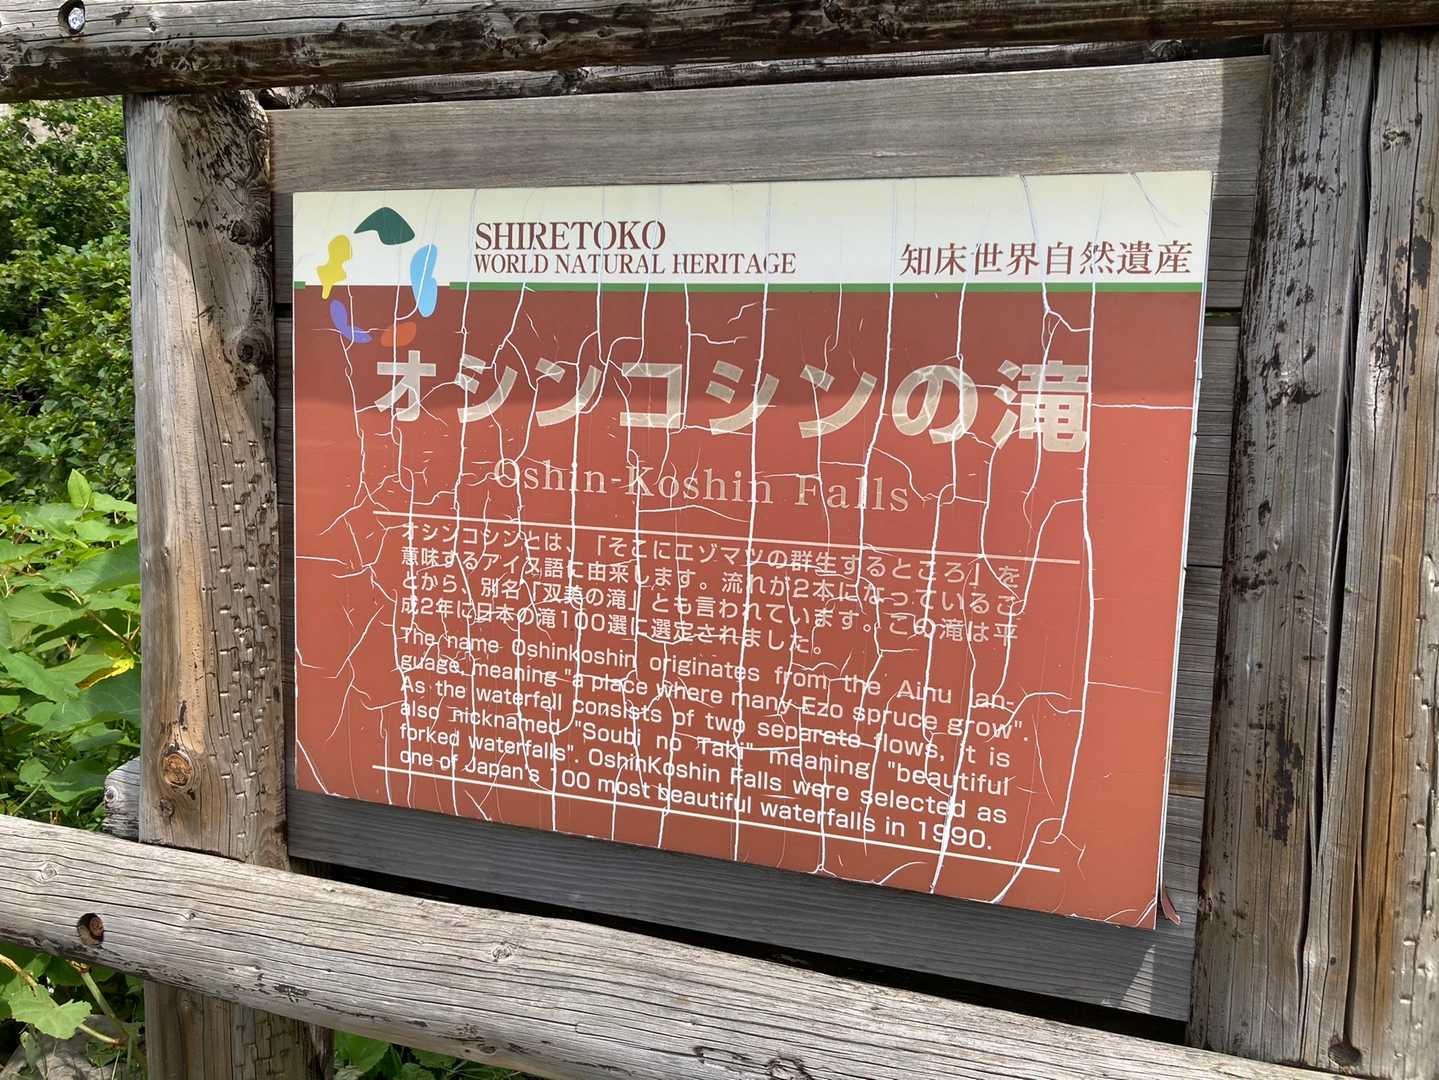 SHIRETOKO
WORLD NATURAL HERITAGE
知床世界自然遺産
オシンコシンの滝
Oshin-Koshin Falls
オシンコシンとは、「そこにエゾマツの群生するところ」を
意味するアイヌ語に由来します。流れが2本になっているこ
とから、別名「双美の滝」とも言われています。この滝は平
成2年に日本の滝100選に選定されました。
The name Oshinkoshin originates from the Ainu lan-
guage, meaning "a place where many Ezo spruce grow".
As the waterfall consists of two separate flows, it is
also nicknamed "Soubi no Taki" meaning "beautiful
forked waterfalls". OshinKoshin Falls were selected as
one of Japan's 100 most beautiful waterfalls in 1990.